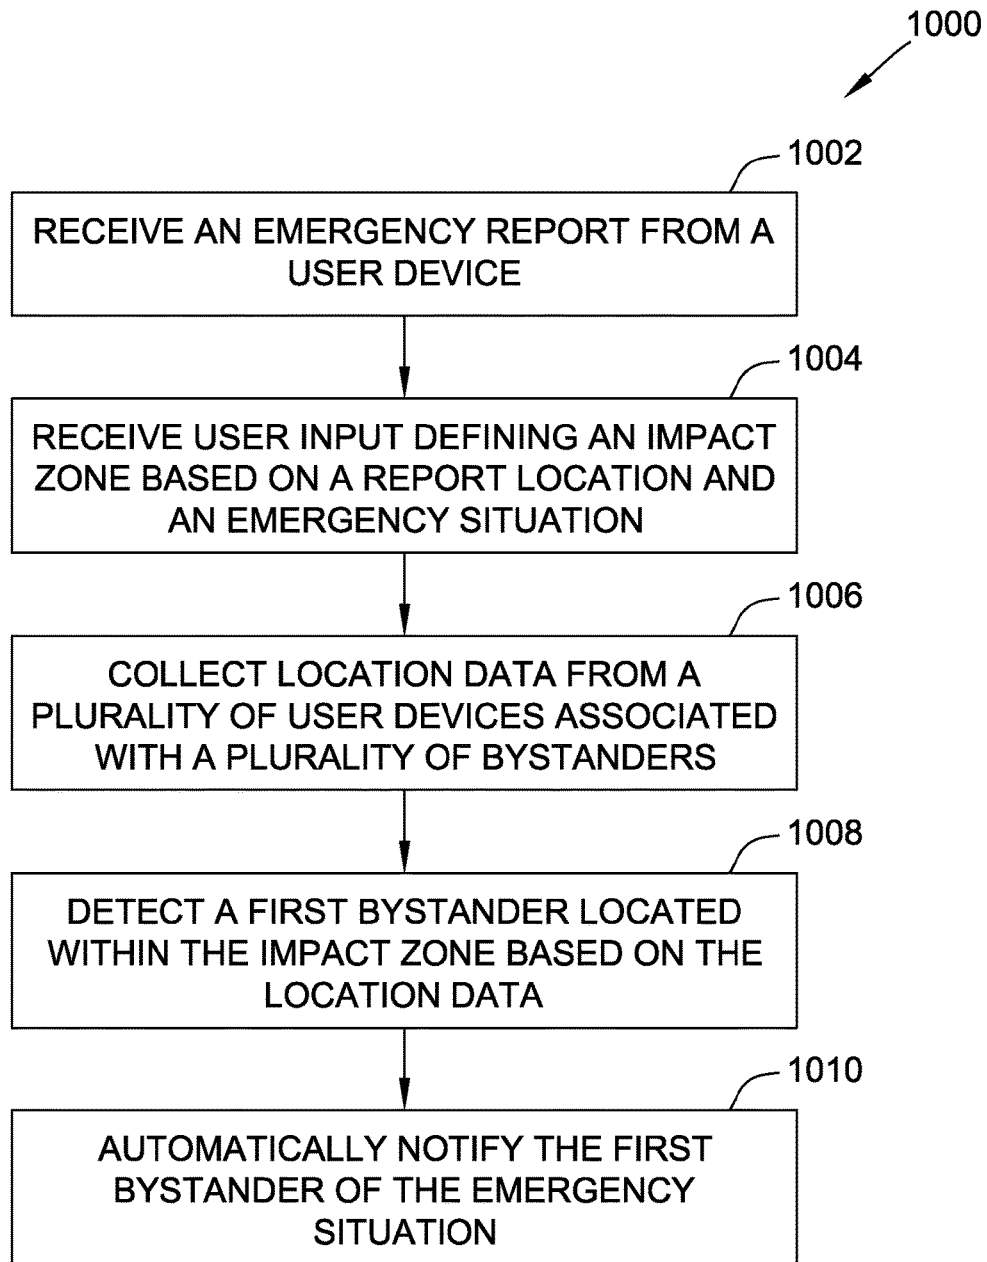 1000
1002
RECEIVE AN EMERGENCY REPORT FROM A
USER DEVICE
1004
RECEIVE USER INPUT DEFINING AN IMPACT
ZONE BASED ON A REPORT LOCATION AND
AN EMERGENCY SITUATION
1006
COLLECT LOCATION DATA FROM A
PLURALITY OF USER DEVICES ASSOCIATED
WITH A PLURALITY OF BYSTANDERS
1008
DETECT A FIRST BYSTANDER LOCATED
WITHIN THE IMPACT ZONE BASED ON THE
LOCATION DATA
1010
AUTOMATICALLY NOTIFY THE FIRST
BYSTANDER OF THE EMERGENCY
SITUATION